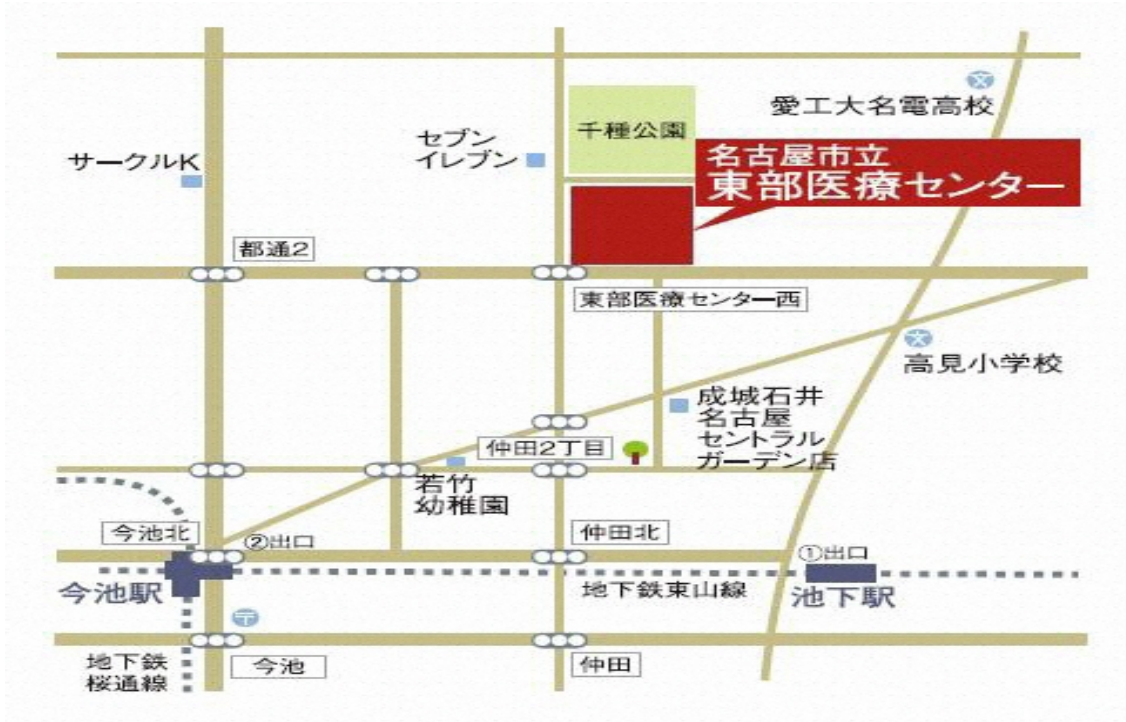 愛工大名電高校
千種公園
セブン
イレブン
サークルK
名古屋市立
東部医療センター
都通2
東部医療センター西
高見小学校
成城石井
名古屋
セントラル
ガーデン店
仲田2丁目
若竹
幼稚園
今池北
②出口
仲田北
①出口
今池駅
地下鉄東山線
池下駅
地下鉄
桜通線
今池
仲田